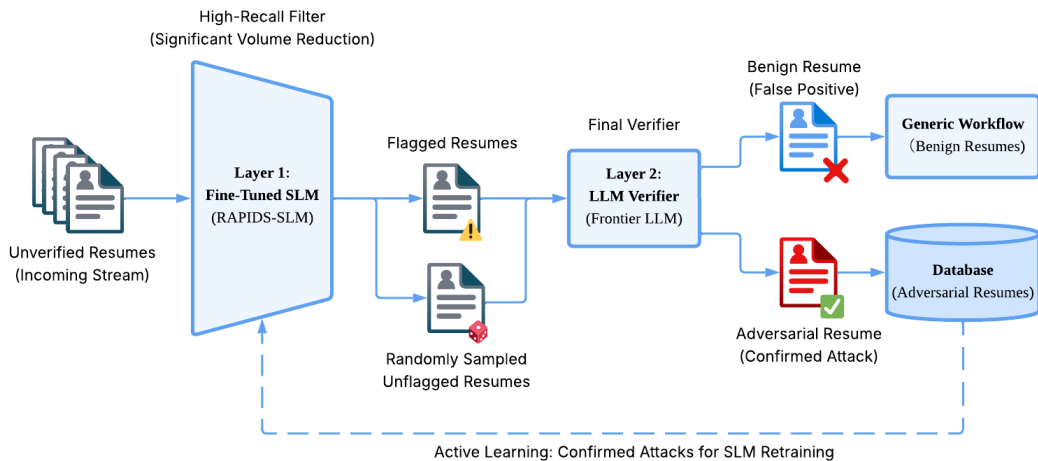 High-Recall Filter
(Significant Volume Reduction)
Unverified Resumes
(Incoming Stream)
Layer 1:
Fine-Tuned SLM
(RAPIDS-SLM)
Flagged Resumes
Randomly Sampled
Unflagged Resumes
Final Verifier
Layer 2:
LLM Verifier
(Frontier LLM)
Benign Resume
(False Positive)
Generic Workflow
（Benign Resumes)
Adversarial Resume
(Confirmed Attack)
Database
(Adversarial Resumes)
Active Learning: Confirmed Attacks for SLM Retraining